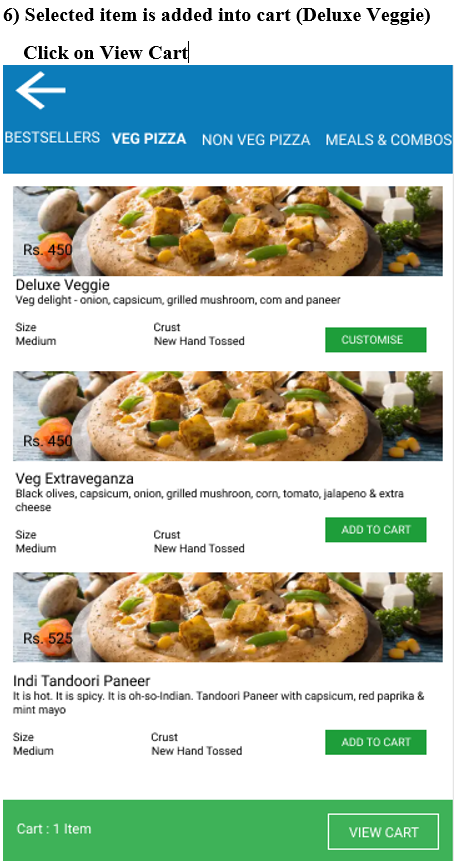 6) Selected item is added into cart (Deluxe Veggie)
Click on View Cart
BESTSELLERS VEG PIZZA NON VEG PIZZA MEALS & COMBOS
Rs. 450
Deluxe Veggie
Veg delight - onion, capsicum, grilled mushroom, corn and paneer
Size Crust
Medium New Hand Tossed
CUSTOMISE
Rs. 450
Veg Extraveganza
Black olives, capsicum, onion, grilled mushroon, corn, tomato, jalapeno & extra
cheese
Size Crust
Medium New Hand Tossed
ADD TO CART
Rs. 525
Indi Tandoori Paneer
It is hot. It is spicy. It is oh-so-Indian. Tandoori Paneer with capsicum, red paprika &
mint mayo
Size Crust
Medium New Hand Tossed
ADD TO CART
Cart : 1 Item VIEW CART